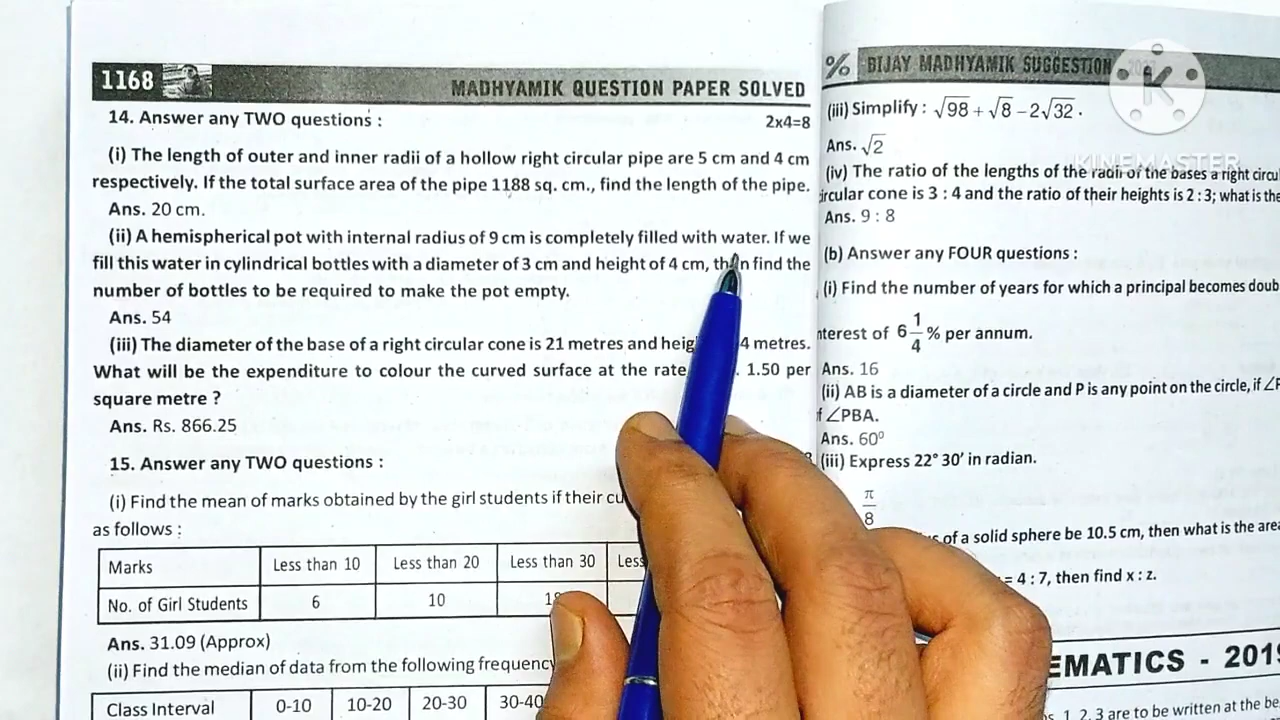 1168
MADHYAMIK QUESTION PAPER SOLVED
14. Answer any TWO questions :
2x4=8
(i) The length of outer and inner radii of a hollow right circular pipe are 5 cm and 4 cm
respectively. If the total surface area of the pipe 1188 sq. cm., find the length of the pipe.
Ans. 20 cm.
(ii) A hemispherical pot with internal radius of 9 cm is completely filled with water. If we
fill this water in cylindrical bottles with a diameter of 3 cm and height of 4 cm, then find the
number of bottles to be required to make the pot empty.
Ans. 54
(iii) The diameter of the base of a right circular cone is 21 metres and 4 metres.
What will be the expenditure to colour the curved surface at the rate 1.50 per
square metre ?
Ans. Rs. 866.25
15. Answer any TWO questions :
(i) Find the mean of marks obtained by the girl students if their
as follows :
Marks Less than 10 Less than 20 Less than 30
No. of Girl Students 6 10
Ans. 31.09 (Approx)
(ii) Find the median of data from the following frequency
Class Interval 0-10 10-20 20-30 30-40
% BIJAY MADHYAMIK SUGGESTION
KINEMASTER
(iii) Simplify : √98 + √8 – 2√32 .
Ans. √2
(iv) The ratio of the lengths of the radii of the bases a right
circular cone is 3 : 4 and the ratio of their heights is 2 : 3; what is the
Ans. 9 : 8
(b) Answer any FOUR questions :
(i) Find the number of years for which a principal becomes
interest of 6 1/4 % per annum.
Ans. 16
(ii) AB is a diameter of a circle and P is any point on the circle, if
∠PBA.
Ans. 60⁰
(iii) Express 22° 30′ in radian.
π/8
of a solid sphere be 10.5 cm, then what is the
= 4 : 7, then find x : z.
EMATICS - 2019
1, 2, 3 are to be written at the